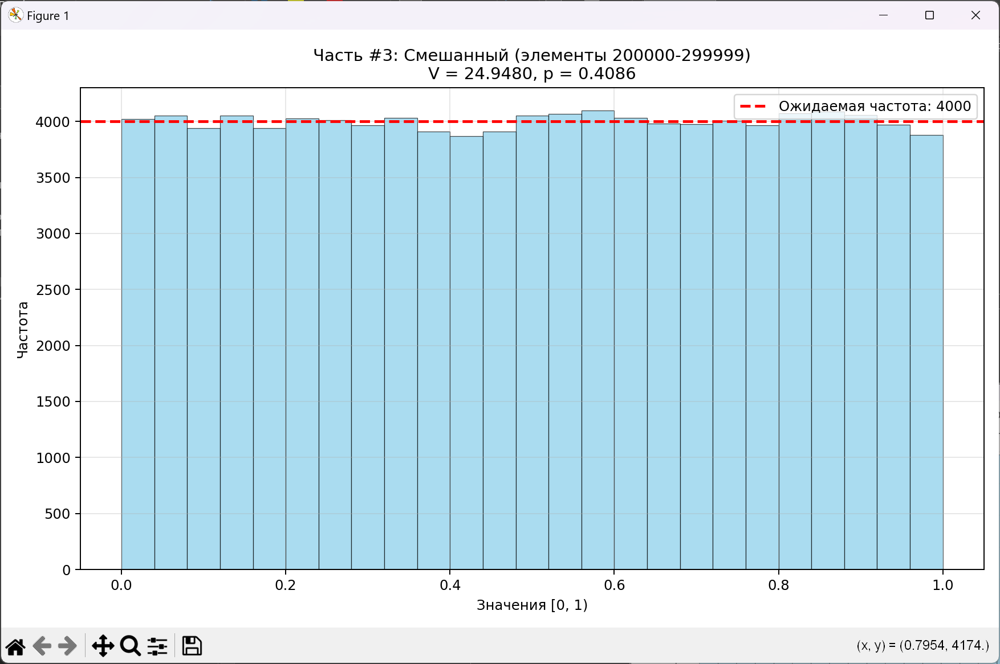 Figure 1
Часть #3: Смешанный (элементы 200000-299999)
V = 24.9480, p = 0.4086
Ожидаемая частота: 4000
4000
3500
3000
2500
2000
1500
1000
500
0
Частота
0.0 0.2 0.4 0.6 0.8 1.0
Значения [0, 1)
(x, y) = (0.7954, 4174.)